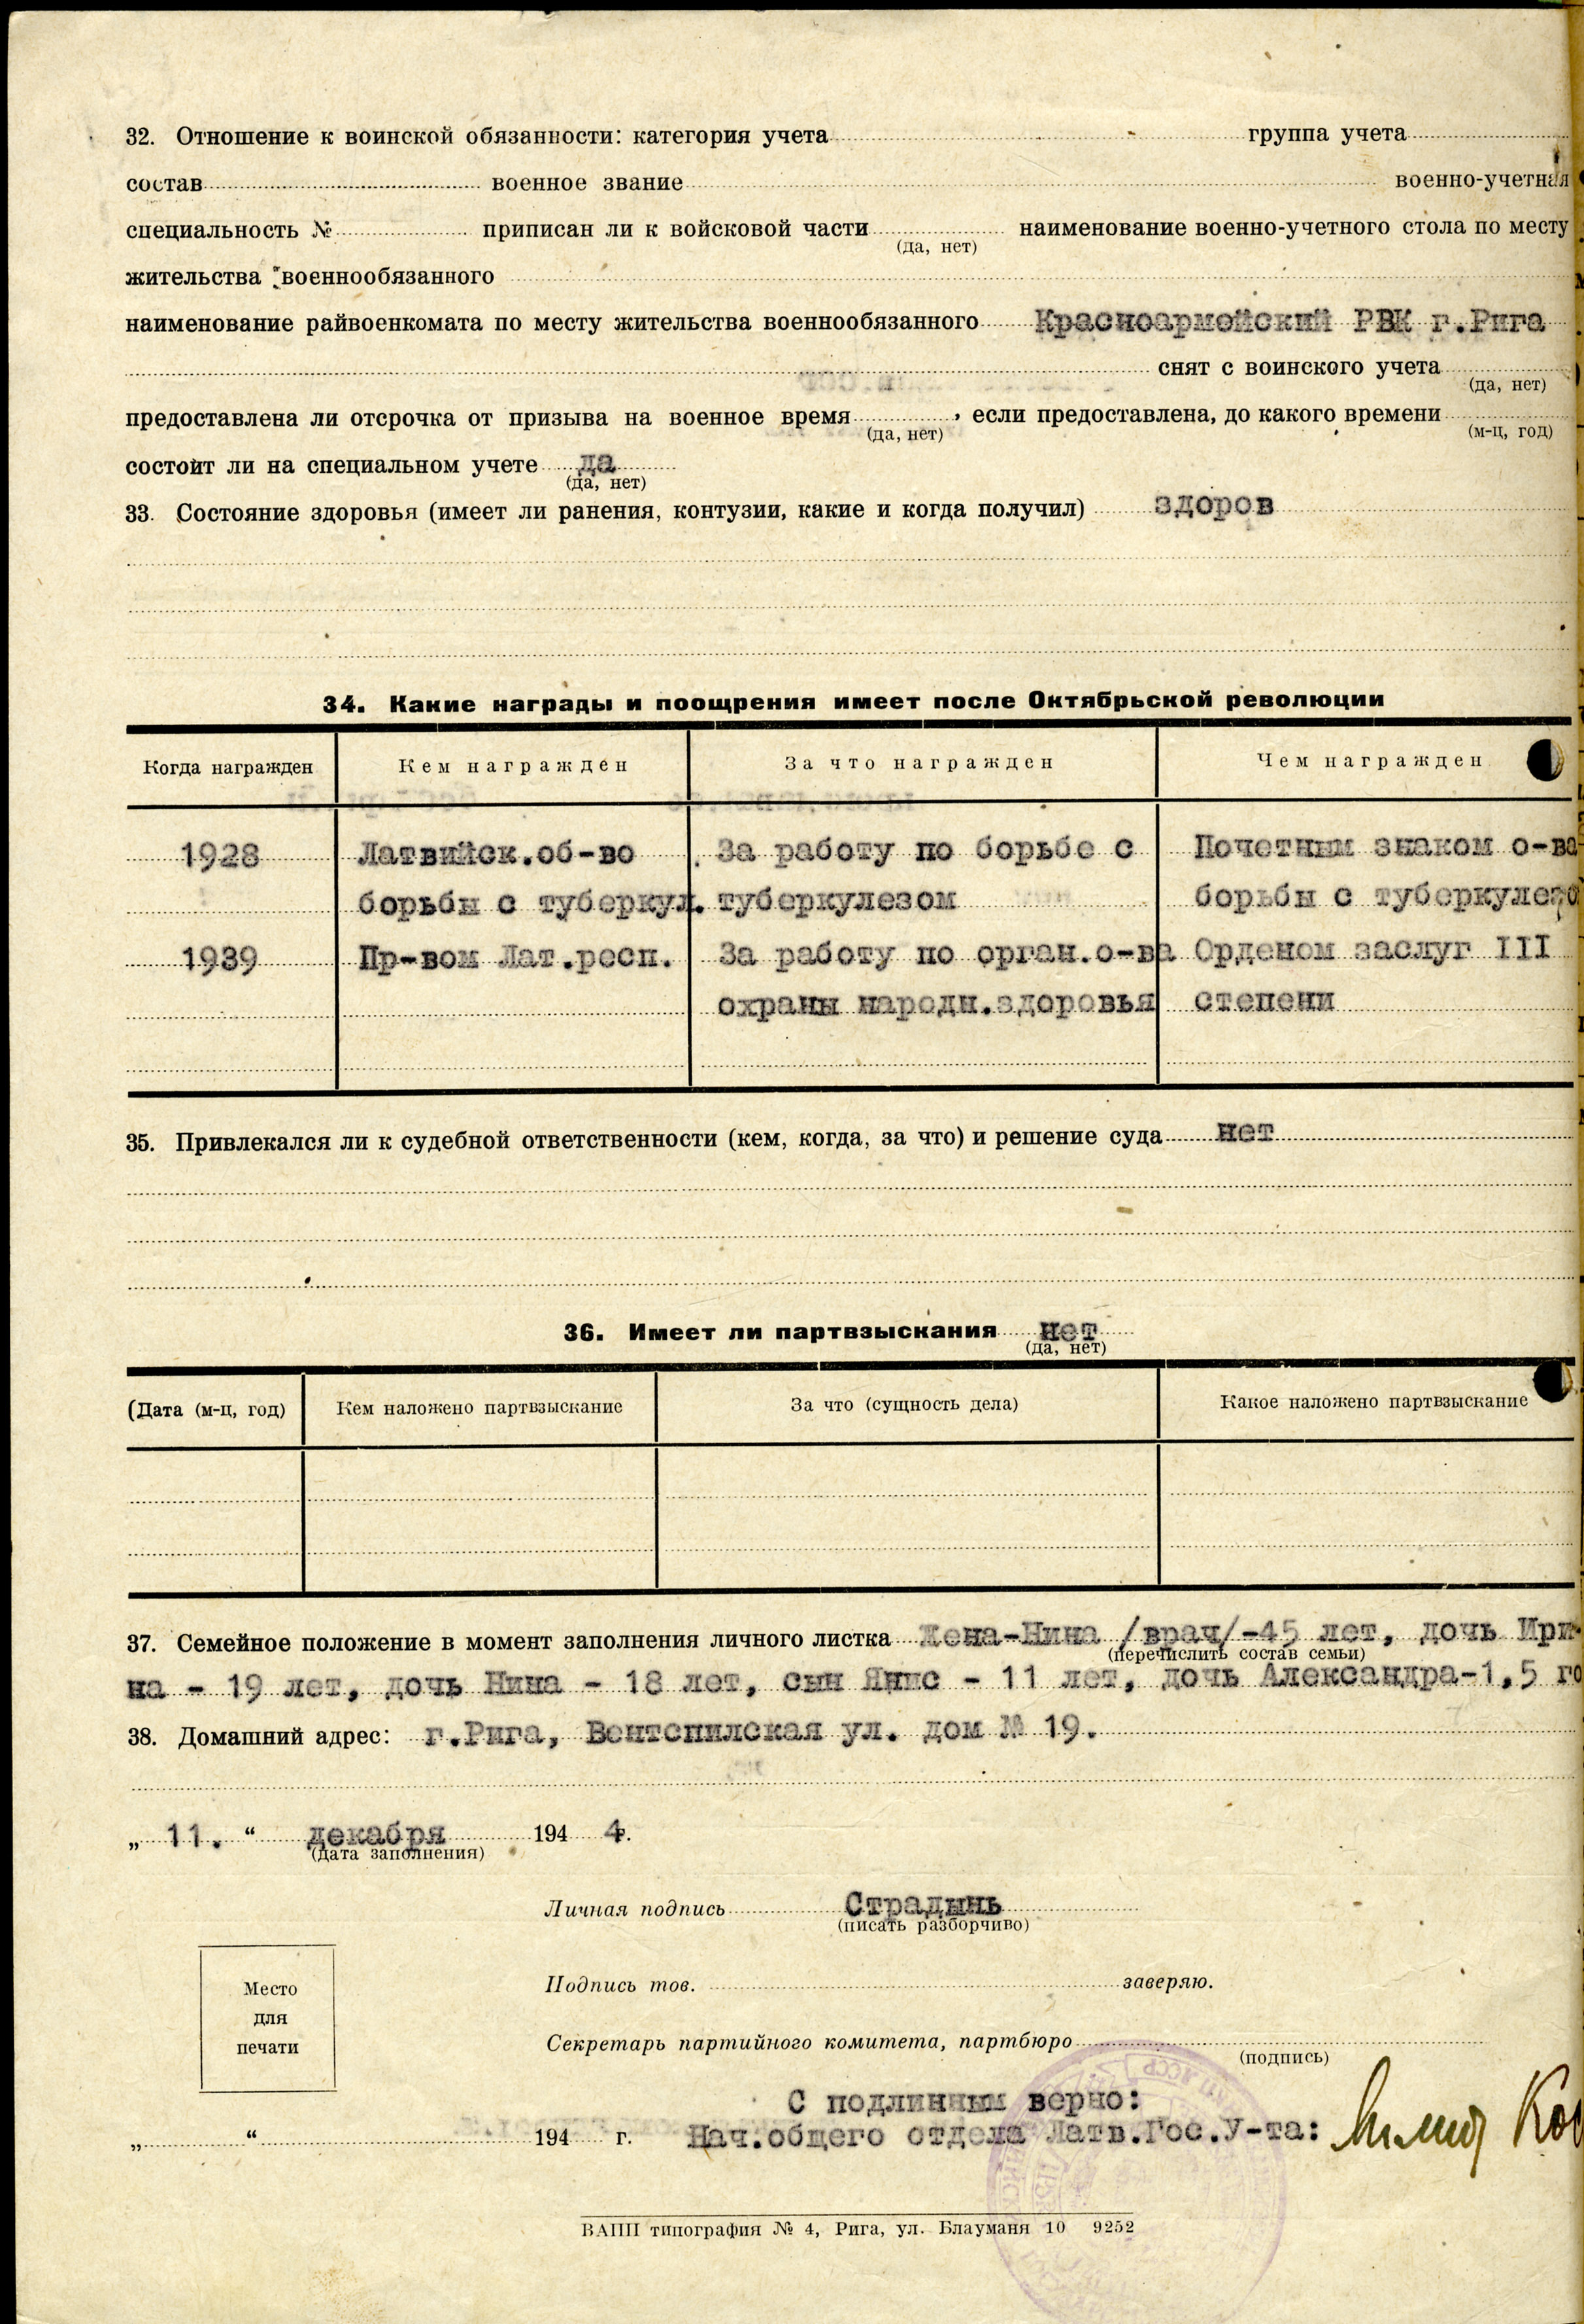 32. Отношение к воинской обязанности: категория учета группа учета
состав военное звание военно-учетная
специальность № приписан ли к войсковой части наименование военно-учетного стола по месту
(да, нет)
жительства военнообязанного
наименование райвоенкомата по месту жительства военнообязанного Красноармейский РВК г.Рига
снят с воинского учета
(да, нет)
предоставлена ли отсрочка от призыва на военное время , если предоставлена, до какого времени
(да, нет) (м-ц, год)
состоит ли на специальном учете да
(да, нет)
33. Состояние здоровья (имеет ли ранения, контузии, какие и когда получил) здоров
34. Какие награды и поощрения имеет после Октябрьской революции
Когда награжден Кем награжден За что награжден Чем награжден
1928 Латвийск.об-во За работу по борьбе с Почетным знаком о-ва
борьбы с туберкул. туберкулезом борьбы с туберкулезо
1939 Пр-вом Лат.респ. За работу по орган.о-ва Орденом заслуг III
охраны народн.здоровья степени
35. Привлекался ли к судебной ответственности (кем, когда, за что) и решение суда нет
36. Имеет ли партвзыскания нет
(да, нет)
(Дата (м-ц, год) Кем наложено партвзыскание За что (сущность дела) Какое наложено партвзыскание
37. Семейное положение в момент заполнения личного листка Жена-Нина /врач/-45 лет, дочь Ири-
(перечислить состав семьи)
на - 19 лет, дочь Нина - 18 лет, сын Янис - 11 лет, дочь Александра-1,5 го
38. Домашний адрес: г.Рига, Вентспилская ул. дом № 19.
„ 11. “ декабря 194 4г.
(дата заполнения)
Личная подпись Страдынь
(писать разборчиво)
Место
для
печати
Подпись тов. заверяю.
Секретарь партийного комитета, партбюро
(подпись)
С подлинным верно:
„ “ 194 г. Нач.общего отдела Латв.Гос.У-та:
ВАПП типография № 4, Рига, ул. Блауманя 10 9252